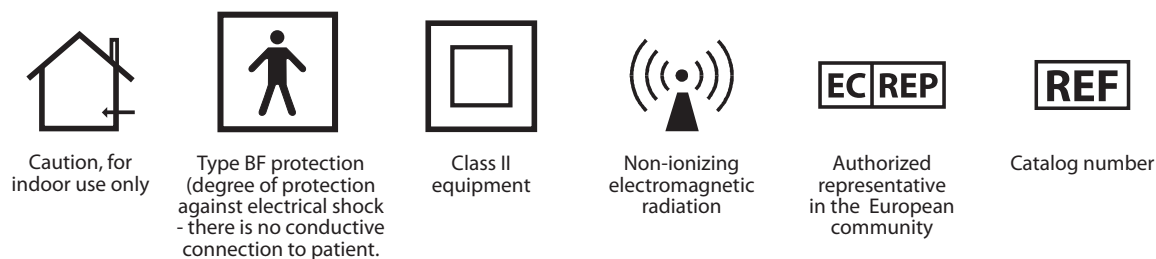 EC REP
REF
Caution, for
indoor use only
Type BF protection
(degree of protection
against electrical shock
- there is no conductive
connection to patient.
Class II
equipment
Non-ionizing
electromagnetic
radiation
Authorized
representative
in the European
community
Catalog number